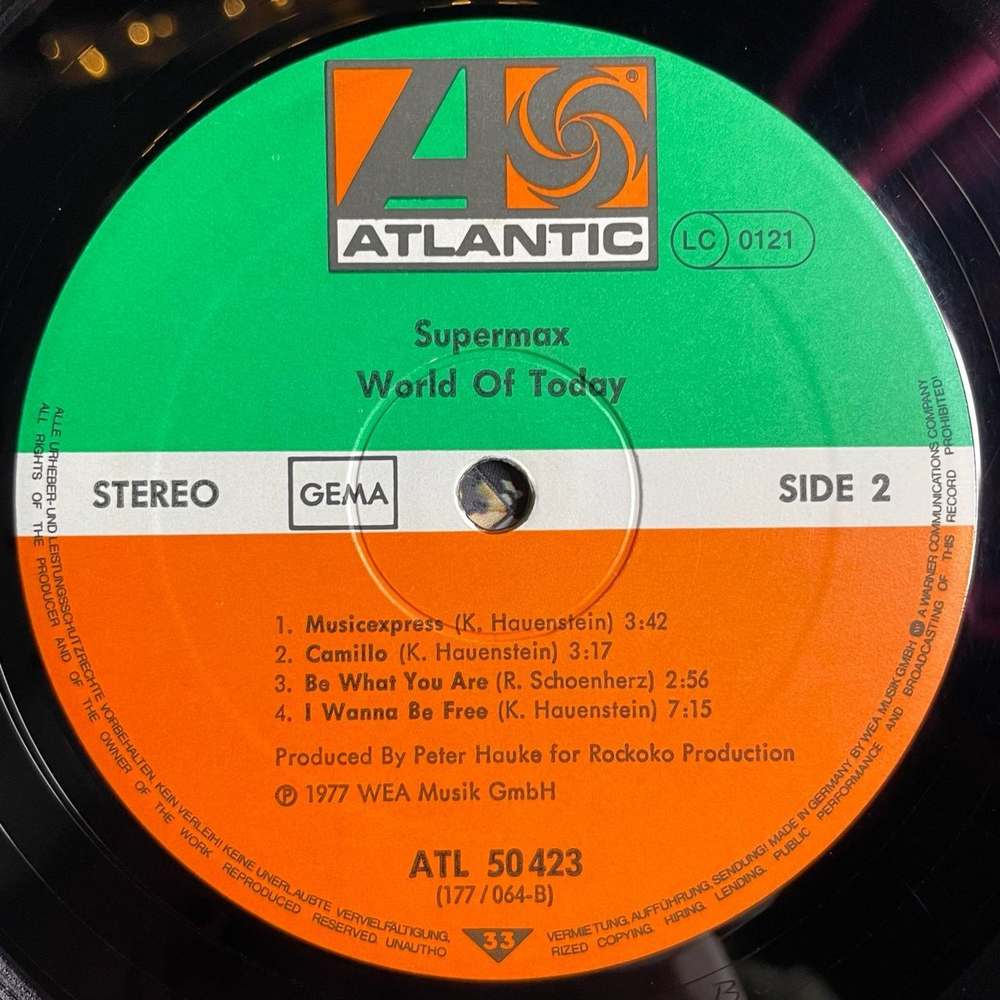 ®
ATLANTIC
LC 0121
Supermax
World Of Today
STEREO
GEMA
SIDE 2
1. Musicexpress (K. Hauenstein) 3:42
2. Camillo (K. Hauenstein) 3:17
3. Be What You Are (R. Schoenherz) 2:56
4. I Wanna Be Free (K. Hauenstein) 7:15
Produced By Peter Hauke for Rockoko Production
℗ 1977 WEA Musik GmbH
ATL 50 423
(177/064-B)
33
ALLE URHEBER- UND LEISTUNGSSCHUTZRECHTE VORBEHALTEN. KEIN VERLEIH! KEINE UNERLAUBTE VERVIELFÄLTIGUNG, VERMIETUNG, AUFFÜHRUNG, SENDUNG! MADE IN GERMANY BY WEA MUSIK GMBH A WARNER COMMUNICATIONS COMPANY
ALL RIGHTS OF THE PRODUCER AND OF THE OWNER OF THE WORK REPRODUCED RESERVED. UNAUTHORIZED COPYING, HIRING, LENDING, PUBLIC PERFORMANCE AND BROADCASTING OF THIS RECORD PROHIBITED!